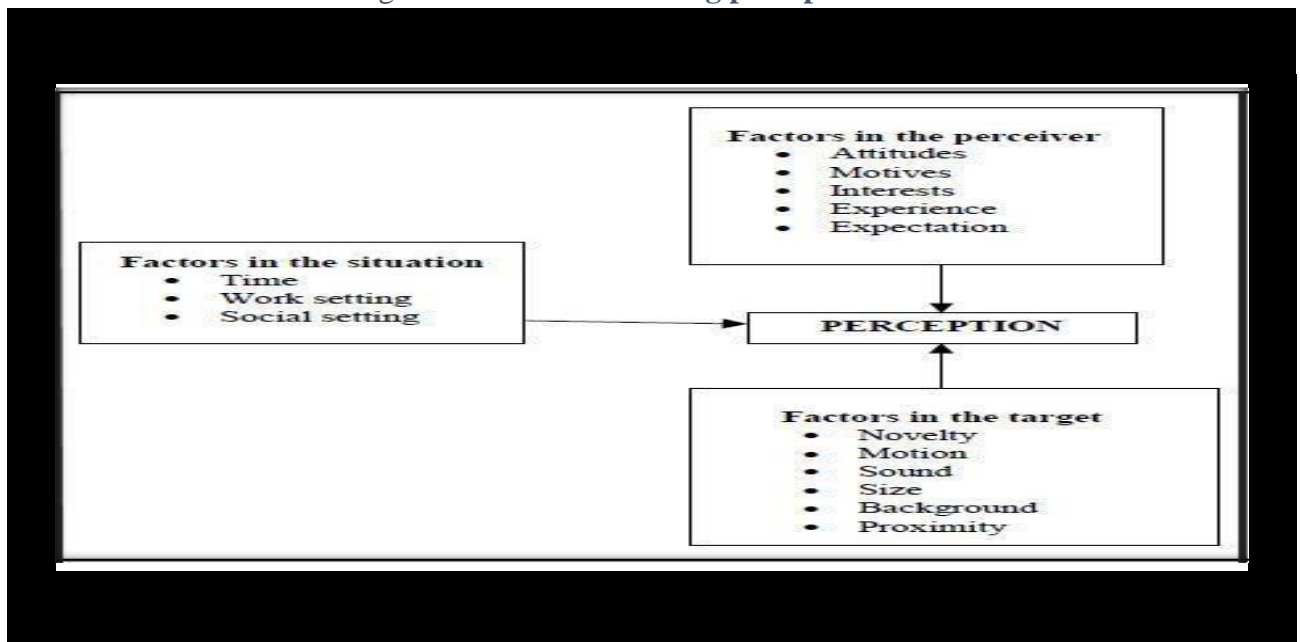 Factors in the perceiver
• Attitudes
• Motives
• Interests
• Experience
• Expectation
Factors in the situation
• Time
• Work setting
• Social setting
PERCEPTION
Factors in the target
• Novelty
• Motion
• Sound
• Size
• Background
• Proximity